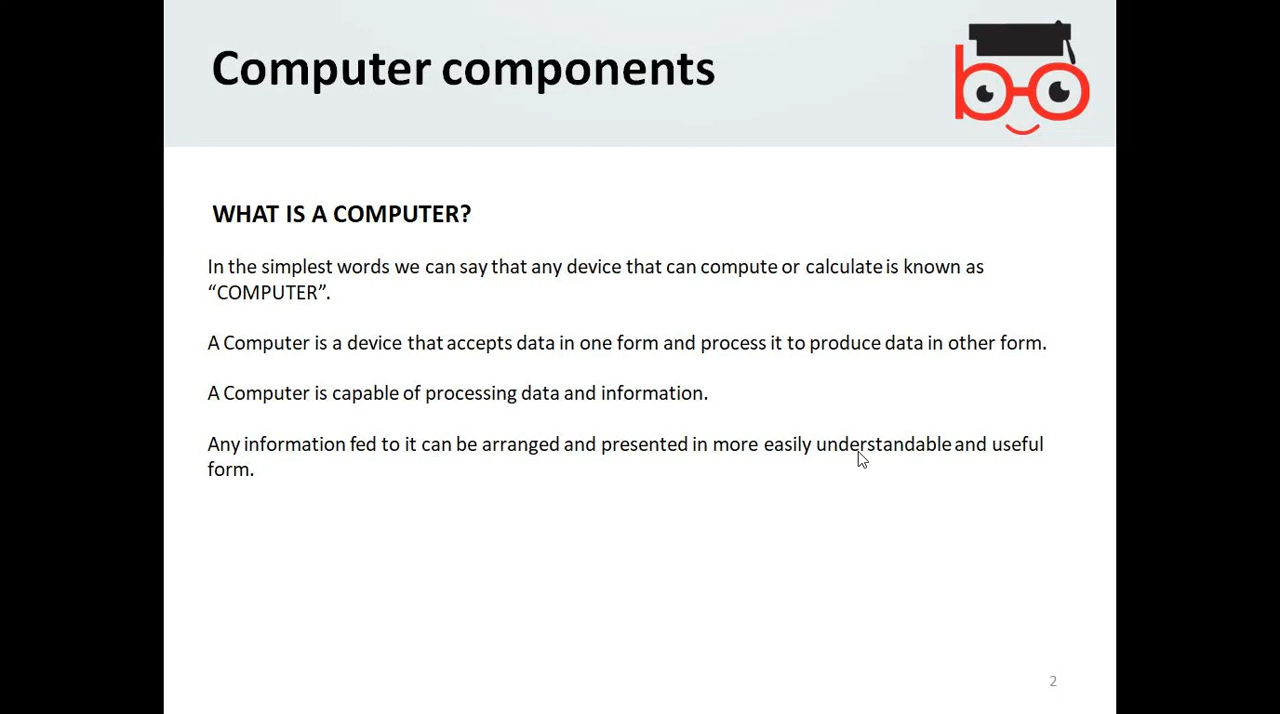 Computer components
WHAT IS A COMPUTER?
In the simplest words we can say that any device that can compute or calculate is known as
“COMPUTER”.
A Computer is a device that accepts data in one form and process it to produce data in other form.
A Computer is capable of processing data and information.
Any information fed to it can be arranged and presented in more easily understandable and useful
form.
2